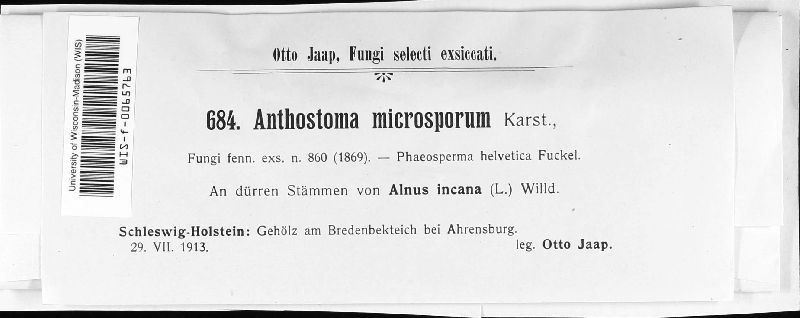 Otto Jaap, Fungi selecti exsiccati.
684. Anthostoma microsporum Karst.,
Fungi fenn. exs. n. 860 (1869). — Phaeosperma helvetica Fuckel.
An dürren Stämmen von Alnus incana (L.) Willd.
Schleswig-Holstein: Gehölz am Bredenbekteich bei Ahrensburg.
29. VII. 1913. leg. Otto Jaap.
University of Wisconsin-Madison (WIS)
WIS-f-0065763